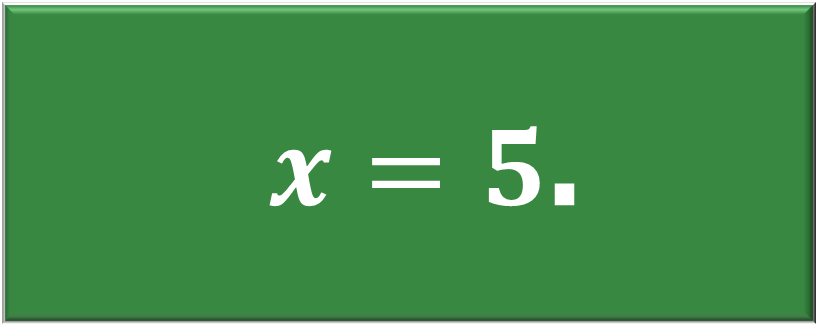 x = 5.